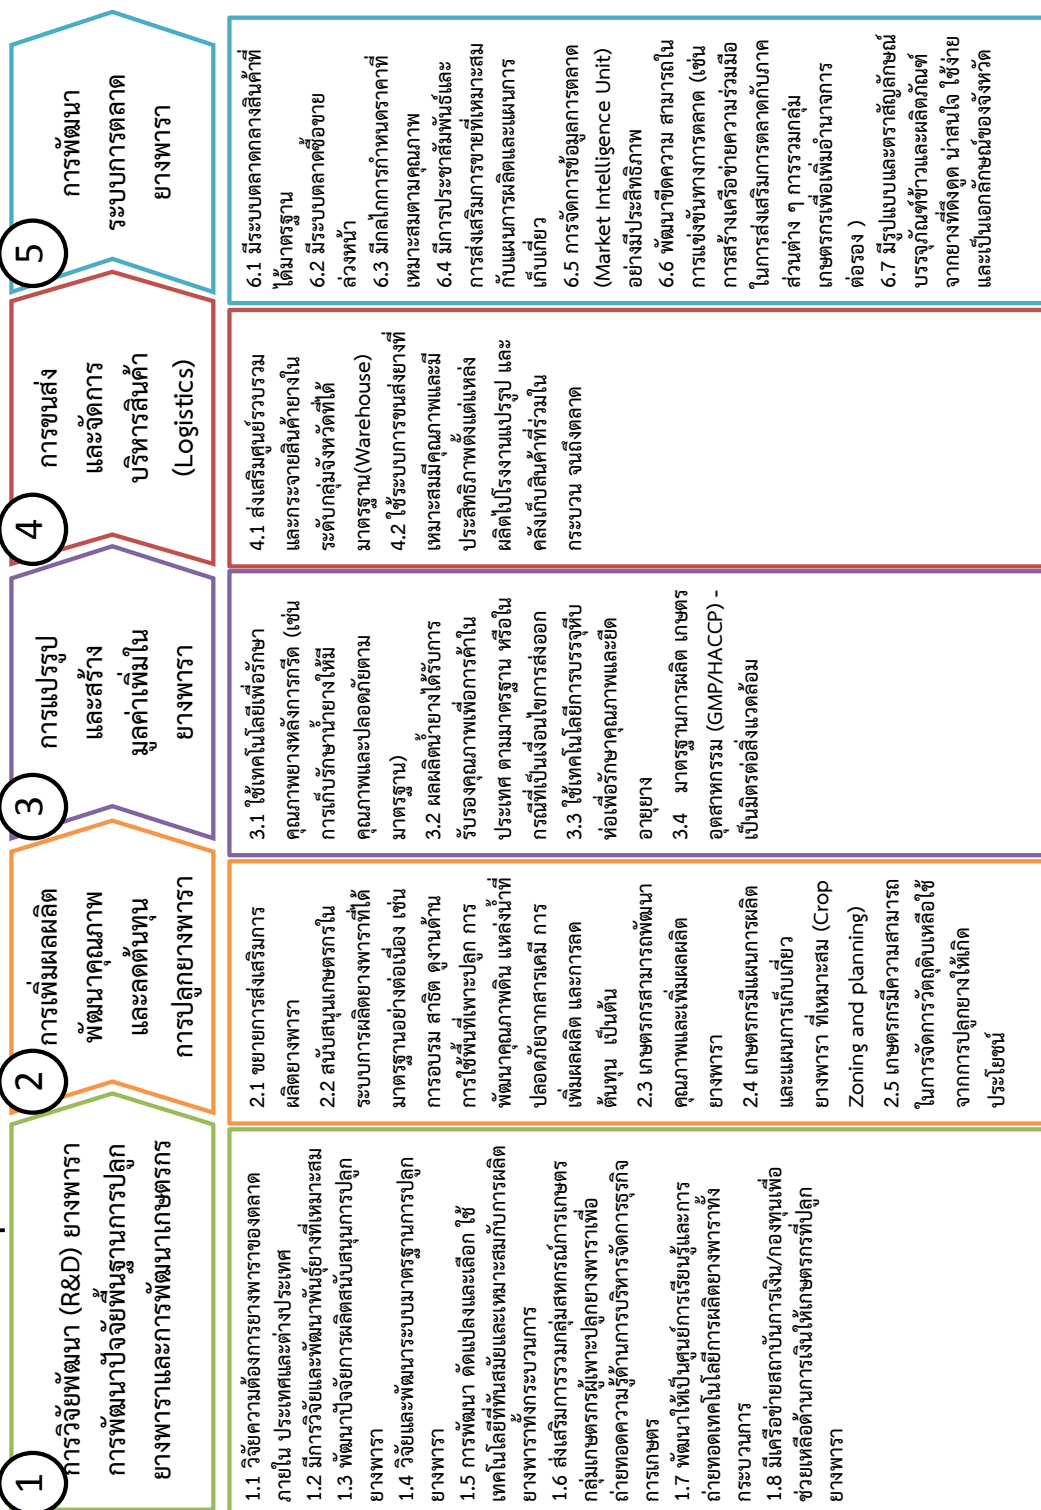 1
การวิจัยพัฒนา (R&D) ยางพารา
การพัฒนาปัจจัยพื้นฐานการปลูก
ยางพาราและการพัฒนาเกษตรกร
1.1 วิจัยความต้องการยางพาราของตลาด
ภายใน ประเทศและต่างประเทศ
1.2 มีการวิจัยและพัฒนาพันธุ์ยางที่เหมาะสม
1.3 พัฒนาปัจจัยการผลิตสนับสนุนการปลูก
ยางพารา
1.4 วิจัยและพัฒนาระบบมาตรฐานการปลูก
ยางพารา
1.5 การพัฒนา ดัดแปลงและเลือก ใช้
เทคโนโลยีที่ทันสมัยและเหมาะสมกับการผลิต
ยางพาราทั้งกระบวนการ
1.6 ส่งเสริมการรวมกลุ่มสหกรณ์การเกษตร
กลุ่มเกษตรกรผู้เพาะปลูกยางพาราเพื่อ
ถ่ายทอดความรู้ด้านการบริหารจัดการธุรกิจ
การเกษตร
1.7 พัฒนาให้เป็นศูนย์การเรียนรู้และการ
ถ่ายทอดเทคโนโลยีการผลิตยางพาราทั้ง
กระบวนการ
1.8 มีเครือข่ายสถาบันการเงิน/กองทุนเพื่อ
ช่วยเหลือด้านการเงินให้เกษตรกรที่ปลูก
ยางพารา
2
การเพิ่มผลผลิต
พัฒนาคุณภาพ
และลดต้นทุน
การปลูกยางพารา
2.1 ขยายการส่งเสริมการ
ผลิตยางพารา
2.2 สนับสนุนเกษตรกรใน
ระบบการผลิตยางพาราที่ได้
มาตรฐานอย่างต่อเนื่อง เช่น
การอบรม สาธิต ดูงานด้าน
การใช้พื้นที่เพาะปลูก การ
พัฒนาคุณภาพดิน แหล่งน้ำที่
ปลอดภัยจากสารเคมี การ
เพิ่มผลผลิต และการลด
ต้นทุน เป็นต้น
2.3 เกษตรกรสามารถพัฒนา
คุณภาพและเพิ่มผลผลิต
ยางพารา
2.4 เกษตรกรมีแผนการผลิต
และแผนการเก็บเกี่ยว
ยางพารา ที่เหมาะสม (Crop
Zoning and planning)
2.5 เกษตรกรมีความสามารถ
ในการจัดการวัตถุดิบเหลือใช้
จากการปลูกยางให้เกิด
ประโยชน์
3
การแปรรูป
และสร้าง
มูลค่าเพิ่มใน
ยางพารา
3.1 ใช้เทคโนโลยีเพื่อรักษา
คุณภาพยางหลังการกรีด (เช่น
การเก็บรักษาน้ำยางให้มี
คุณภาพและปลอดภัยตาม
มาตรฐาน)
3.2 ผลผลิตน้ำยางได้รับการ
รับรองคุณภาพเพื่อการค้าใน
ประเทศ ตามมาตรฐาน หรือใน
กรณีที่เป็นเงื่อนไขการส่งออก
3.3 ใช้เทคโนโลยีการบรรจุหีบ
ห่อเพื่อรักษาคุณภาพและยืด
อายุยาง
3.4 มาตรฐานการผลิต เกษตร
อุตสาหกรรม (GMP/HACCP) -
เป็นมิตรต่อสิ่งแวดล้อม
4
การขนส่ง
และจัดการ
บริหารสินค้า
(Logistics)
4.1 ส่งเสริมศูนย์รวบรวม
และกระจายสินค้ายางใน
ระดับกลุ่มจังหวัดที่ได้
มาตรฐาน(Warehouse)
4.2 ใช้ระบบการขนส่งยางที่
เหมาะสมมีคุณภาพและมี
ประสิทธิภาพตั้งแต่แหล่ง
ผลิตไปโรงงานแปรรูป และ
คลังเก็บสินค้าที่ร่วมใน
กระบวน จนถึงตลาด
5
การพัฒนา
ระบบการตลาด
ยางพารา
6.1 มีระบบตลาดกลางสินค้าที่
ได้มาตรฐาน
6.2 มีระบบตลาดซื้อขาย
ล่วงหน้า
6.3 มีกลไกการกำหนดราคาที่
เหมาะสมตามคุณภาพ
6.4 มีการประชาสัมพันธ์และ
การส่งเสริมการขายที่เหมาะสม
กับแผนการผลิตและแผนการ
เก็บเกี่ยว
6.5 การจัดการข้อมูลการตลาด
(Market Intelligence Unit)
อย่างมีประสิทธิภาพ
6.6 พัฒนาขีดความ สามารถใน
การแข่งขันทางการตลาด (เช่น
การสร้างเครือข่ายความร่วมมือ
ในการส่งเสริมการตลาดกับภาค
ส่วนต่าง ๆ การรวมกลุ่ม
เกษตรกรเพื่อเพิ่มอำนาจการ
ต่อรอง )
6.7 มีรูปแบบและตราสัญลักษณ์
บรรจุภัณฑ์ข้าวและผลิตภัณฑ์
จากยางที่ดึงดูด น่าสนใจ ใช้ง่าย
และเป็นเอกลักษณ์ของจังหวัด